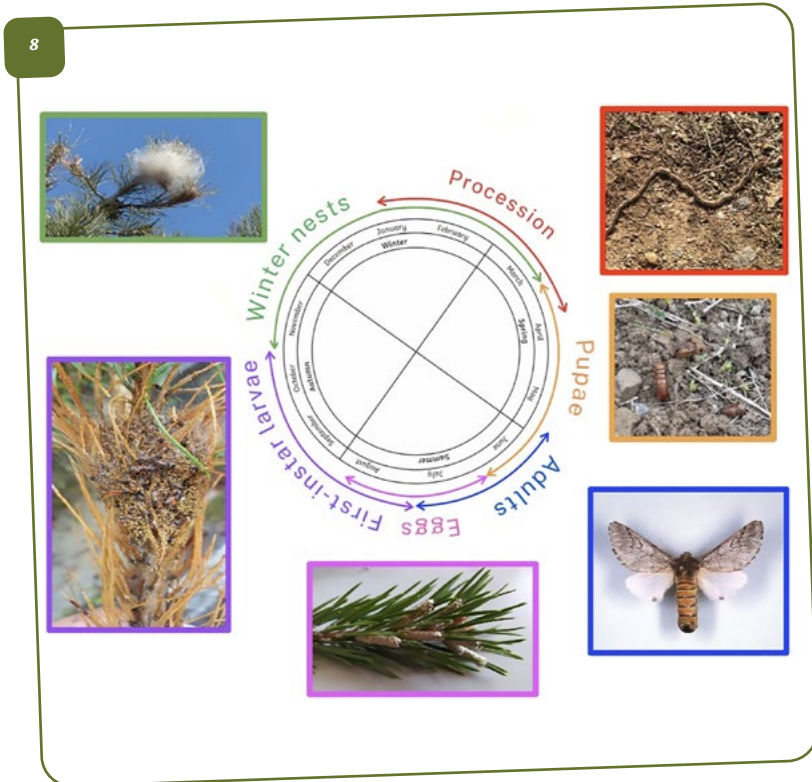 8
Winter nests
Procession
Pupae
Adults
Eggs
First-instar larvae
December
January
February
March
April
May
June
July
August
September
October
November
Winter
Spring
Summer
Autumn